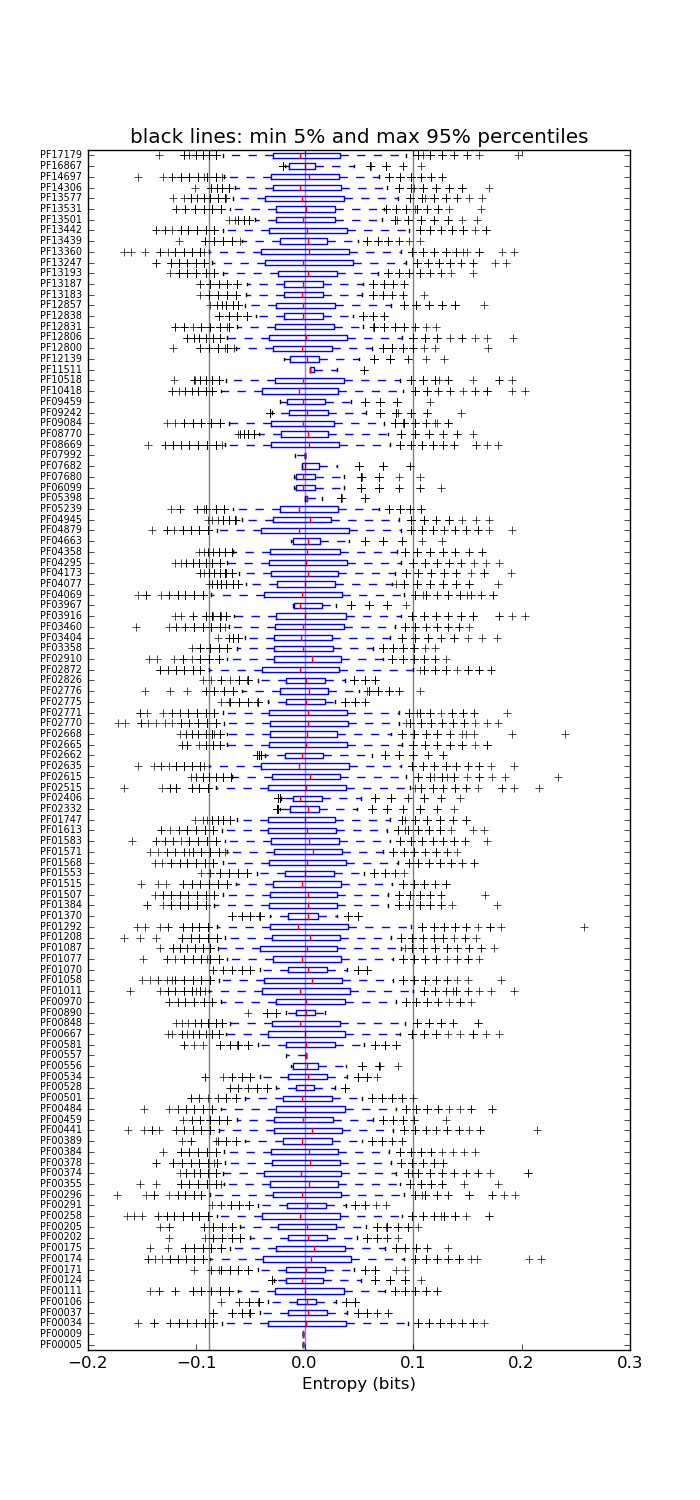 black lines: min 5% and max 95% percentiles
PF17179
PF16867
PF14697
PF14306
PF13577
PF13531
PF13501
PF13442
PF13439
PF13360
PF13247
PF13193
PF13187
PF13183
PF12857
PF12838
PF12831
PF12806
PF12800
PF12139
PF11511
PF10518
PF10418
PF09459
PF09242
PF09084
PF08770
PF08669
PF07992
PF07682
PF07680
PF06099
PF05398
PF05239
PF04945
PF04879
PF04663
PF04358
PF04295
PF04173
PF04077
PF04069
PF03967
PF03916
PF03460
PF03404
PF03358
PF02910
PF02872
PF02826
PF02776
PF02775
PF02771
PF02770
PF02668
PF02665
PF02662
PF02635
PF02615
PF02515
PF02406
PF02332
PF01747
PF01613
PF01583
PF01571
PF01568
PF01553
PF01515
PF01507
PF01384
PF01370
PF01292
PF01208
PF01087
PF01077
PF01070
PF01058
PF01011
PF00970
PF00890
PF00848
PF00667
PF00581
PF00557
PF00556
PF00534
PF00528
PF00501
PF00484
PF00459
PF00441
PF00389
PF00384
PF00378
PF00374
PF00355
PF00296
PF00291
PF00258
PF00205
PF00202
PF00175
PF00174
PF00171
PF00124
PF00111
PF00106
PF00037
PF00034
PF00009
PF00005
−0.2 −0.1 0.0 0.1 0.2 0.3
Entropy (bits)